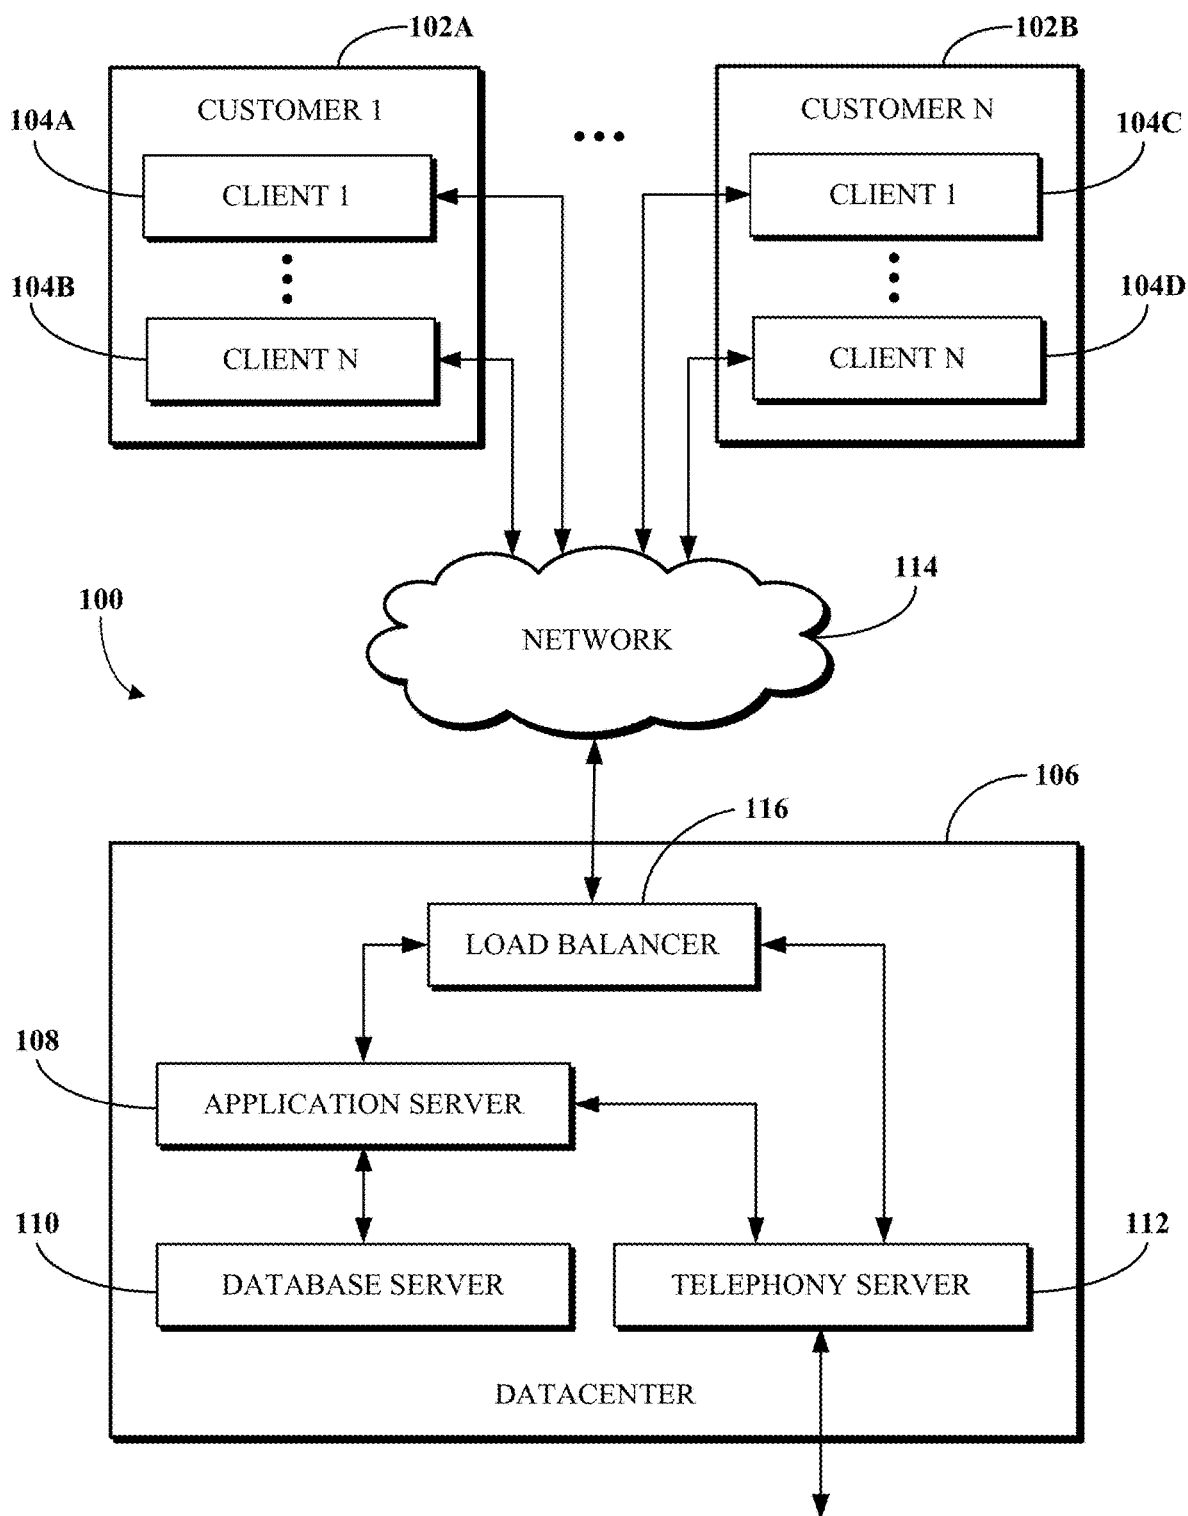 102A
102B
CUSTOMER 1
CUSTOMER N
104A
104C
CLIENT 1
CLIENT 1
104B
104D
CLIENT N
CLIENT N
114
100
NETWORK
106
116
LOAD BALANCER
108
APPLICATION SERVER
110
112
DATABASE SERVER
TELEPHONY SERVER
DATACENTER